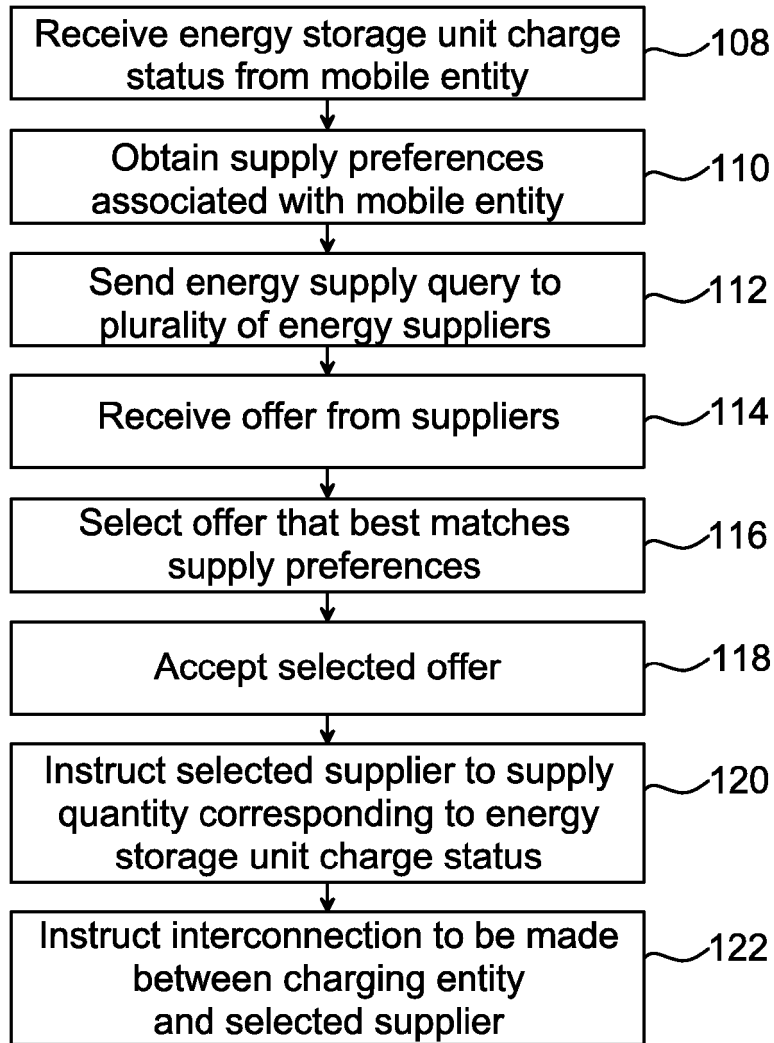 Receive energy storage unit charge
status from mobile entity
108
Obtain supply preferences
associated with mobile entity
110
Send energy supply query to
plurality of energy suppliers
112
Receive offer from suppliers
114
Select offer that best matches
supply preferences
116
Accept selected offer
118
Instruct selected supplier to supply
quantity corresponding to energy
storage unit charge status
120
Instruct interconnection to be made
between charging entity
and selected supplier
122